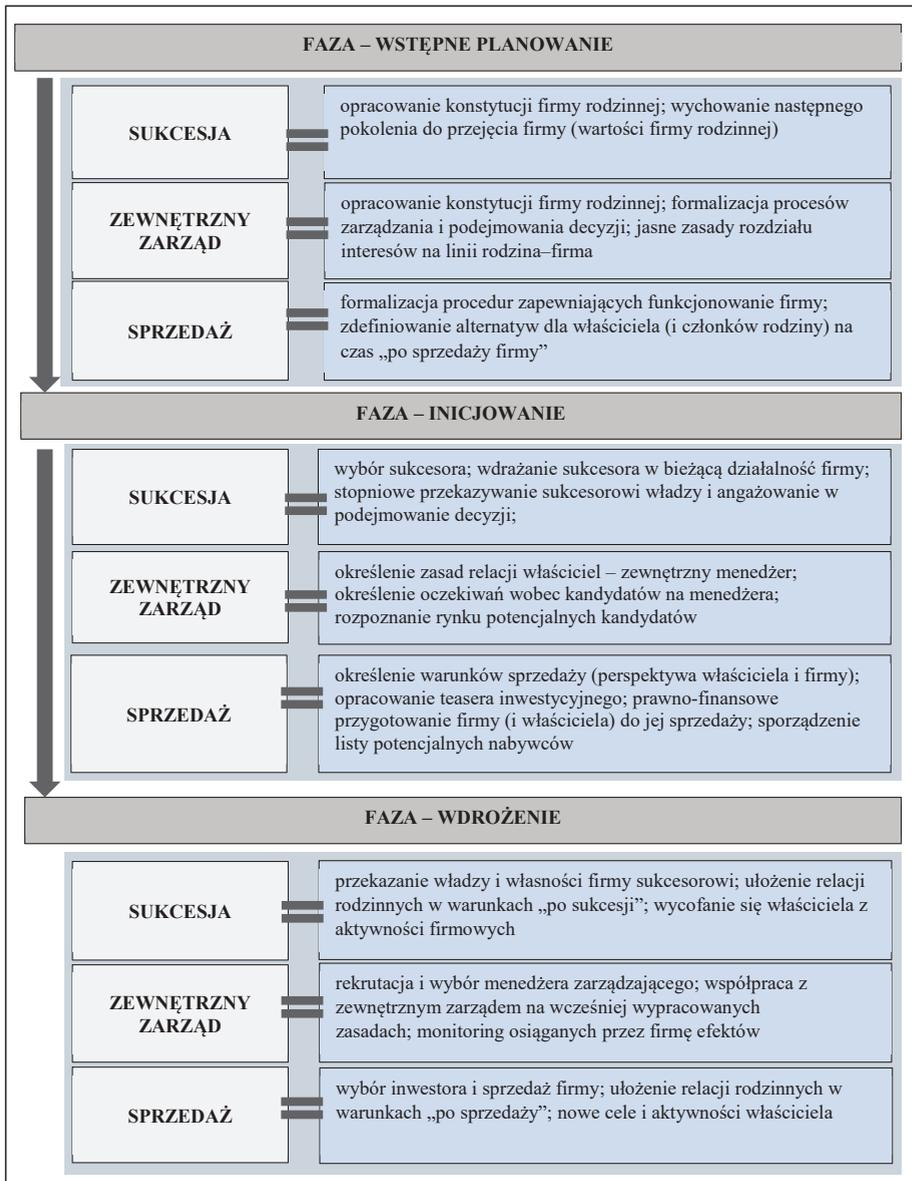 FAZA – WSTĘPNE PLANOWANIE
SUKCESJA
opracowanie konstytucji firmy rodzinnej; wychowanie następnego
pokolenia do przejęcia firmy (wartości firmy rodzinnej)
ZEWNĘTRZNY
ZARZĄD
opracowanie konstytucji firmy rodzinnej; formalizacja procesów
zarządzania i podejmowania decyzji; jasne zasady rozdziału
interesów na linii rodzina–firma
SPRZEDAŻ
formalizacja procedur zapewniających funkcjonowanie firmy;
zdefiniowanie alternatyw dla właściciela (i członków rodziny) na
czas „po sprzedaży firmy”
FAZA – INICJOWANIE
SUKCESJA
wybór sukcesora; wdrażanie sukcesora w bieżącą działalność firmy;
stopniowe przekazywanie sukcesorowi władzy i angażowanie w
podejmowanie decyzji;
ZEWNĘTRZNY
ZARZĄD
określenie zasad relacji właściciel – zewnętrzny menedżer;
określenie oczekiwań wobec kandydatów na menedżera;
rozpoznanie rynku potencjalnych kandydatów
SPRZEDAŻ
określenie warunków sprzedaży (perspektywa właściciela i firmy);
opracowanie teasera inwestycyjnego; prawno-finansowe
przygotowanie firmy (i właściciela) do jej sprzedaży; sporządzenie
listy potencjalnych nabywców
FAZA – WDROŻENIE
SUKCESJA
przekazanie władzy i własności firmy sukcesorowi; ułożenie relacji
rodzinnych w warunkach „po sukcesji”; wycofanie się właściciela z
aktywności firmowych
ZEWNĘTRZNY
ZARZĄD
rekrutacja i wybór menedżera zarządzającego; współpraca z
zewnętrznym zarządem na wcześniej wypracowanych
zasadach; monitoring osiąganych przez firmę efektów
SPRZEDAŻ
wybór inwestora i sprzedaż firmy; ułożenie relacji rodzinnych w
warunkach „po sprzedaży”; nowe cele i aktywności właściciela